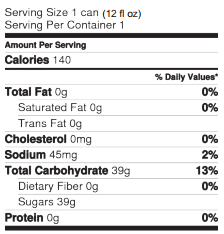 Serving Size 1 can (12 fl oz)
Serving Per Container 1
Amount Per Serving
Calories 140
% Daily Values*
Total Fat 0g 0%
Saturated Fat 0g 0%
Trans Fat 0g
Cholesterol 0mg 0%
Sodium 45mg 2%
Total Carbohydrate 39g 13%
Dietary Fiber 0g 0%
Sugars 39g
Protein 0g 0%